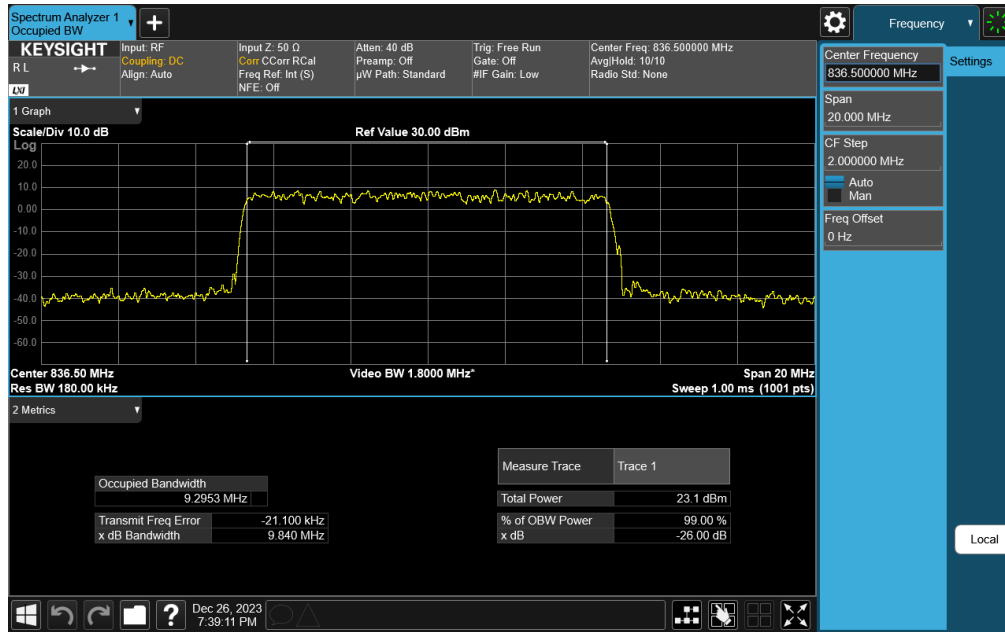 Spectrum Analyzer 1
Occupied BW
Frequency
KEYSIGHT
R L
LXI
Input: RF
Coupling: DC
Align: Auto
Input Z: 50 Ω
Corr CCorr RCal
Freq Ref: Int (S)
NFE: Off
Atten: 40 dB
Preamp: Off
µW Path: Standard
Trig: Free Run
Gate: Off
#IF Gain: Low
Center Freq: 836.500000 MHz
Avg|Hold: 10/10
Radio Std: None
Center Frequency
836.500000 MHz
Settings
Span
20.000 MHz
CF Step
2.000000 MHz
Auto
Man
Freq Offset
0 Hz
Local
1 Graph
Scale/Div 10.0 dB
Ref Value 30.00 dBm
Log
20.0
10.0
0.00
-10.0
-20.0
-30.0
-40.0
-50.0
-60.0
Center 836.50 MHz
Video BW 1.8000 MHz*
Span 20 MHz
Res BW 180.00 kHz
Sweep 1.00 ms (1001 pts)
2 Metrics
Measure Trace
Trace 1
Occupied Bandwidth
9.2953 MHz
Total Power
23.1 dBm
Transmit Freq Error
-21.100 kHz
% of OBW Power
99.00 %
x dB Bandwidth
9.840 MHz
x dB
-26.00 dB
Dec 26, 2023
7:39:11 PM